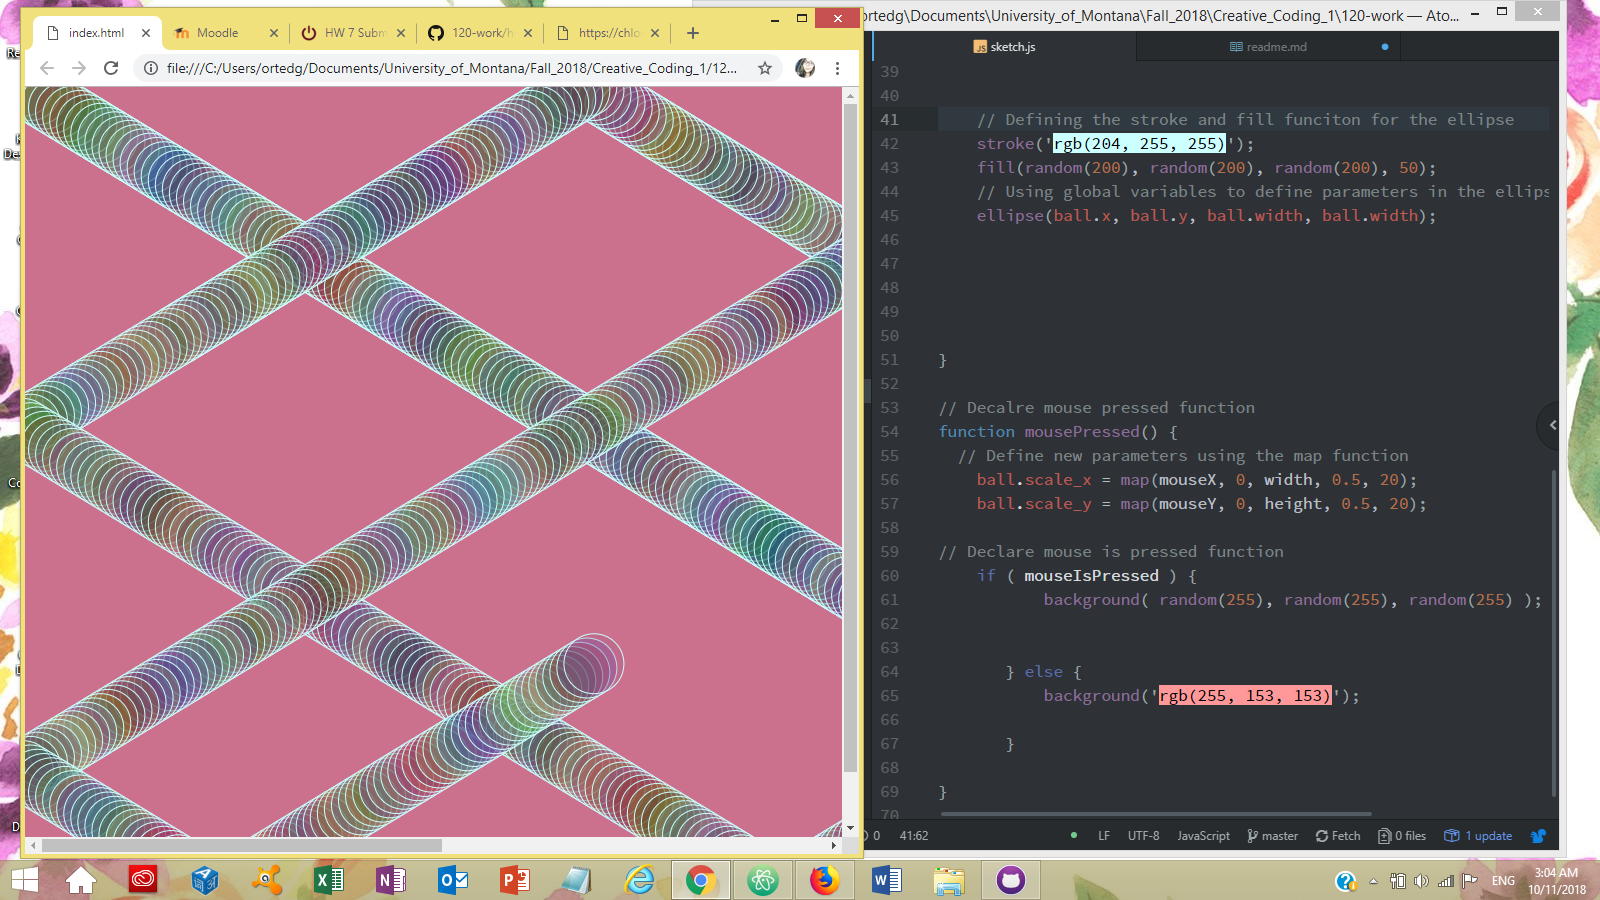 index.html
Moodle
HW 7 Subm
120-work/h
https://chlo
file:///C:/Users/ortedg/Documents/University_of_Montana/Fall_2018/Creative_Coding_1/12...
ortedg\Documents\University_of_Montana\Fall_2018\Creative_Coding_1\120-work — Ato...
sketch.js
readme.md
39
40
41 // Defining the stroke and fill funciton for the ellipse
42 stroke('rgb(204, 255, 255)');
43 fill(random(200), random(200), random(200), 50);
44 // Using global variables to define parameters in the ellips
45 ellipse(ball.x, ball.y, ball.width, ball.width);
46
47
48
49
50
51 }
52
53 // Decalre mouse pressed function
54 function mousePressed() {
55 // Define new parameters using the map function
56 ball.scale_x = map(mouseX, 0, width, 0.5, 20);
57 ball.scale_y = map(mouseY, 0, height, 0.5, 20);
58
59 // Declare mouse is pressed function
60 if ( mouseIsPressed ) {
61 background( random(255), random(255), random(255) );
62
63
64 } else {
65 background('rgb(255, 153, 153)');
66
67 }
68
69 }
70
0 41:62 LF UTF-8 JavaScript master Fetch 0 files 1 update
ENG
3:04 AM
10/11/2018